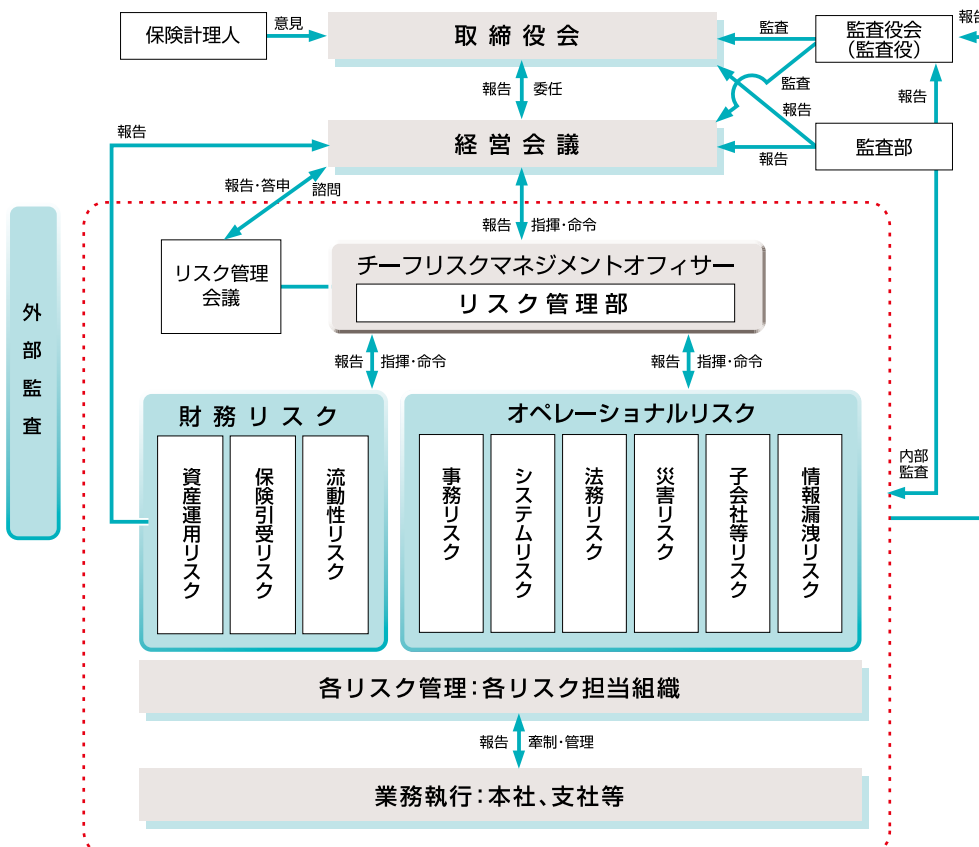 保険計理人
意見
取締役会
監査
監査役会
(監査役)
報告
監査
報告
委任
報告
報告
報告
経営会議
報告
監査部
報告・答申
諮問
報告
指揮・命令
外部監査
リスク管理
会議
チーフリスクマネジメントオフィサー
リスク管理部
報告
指揮・命令
報告
指揮・命令
財務リスク
資産運用リスク
保険引受リスク
流動性リスク
オペレーショナルリスク
事務リスク
システムリスク
法務リスク
災害リスク
子会社等リスク
情報漏洩リスク
内部
監査
各リスク管理:各リスク担当組織
報告
牽制・管理
業務執行:本社、支社等